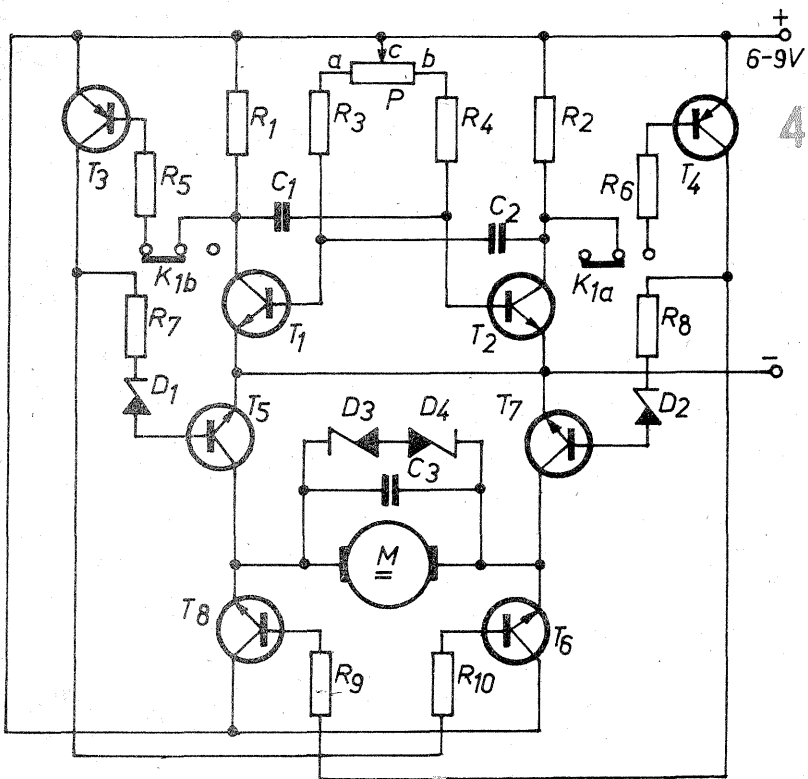 +
6-9V
a c b
P
R1 R3 R4 R2
4
T3 R5 C1 C2 R6 T4
K1b K1a
T1 T2
R7 R8
-
D1 T5 D3 D4 T7 D2
C3
M
=
T8 T6
R9 R10